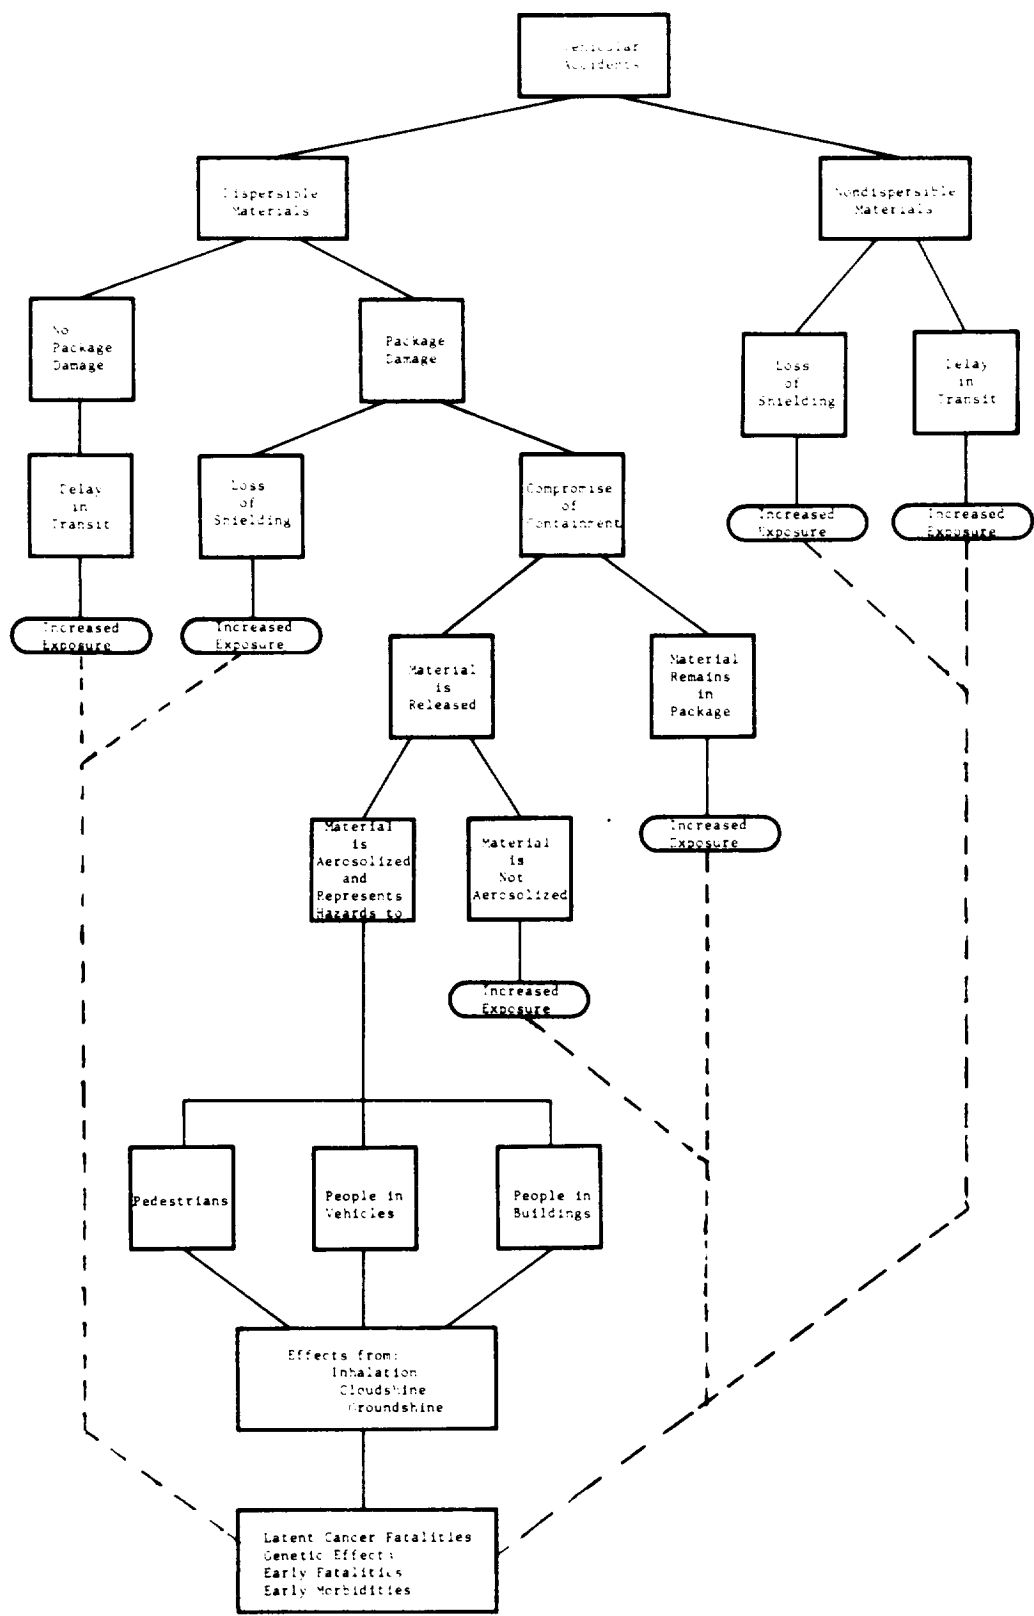 Vehicular
Accidents
Dispersible
Materials
Nondispersible
Materials
No
Package
Damage
Package
Damage
Loss
of
Shielding
Delay
in
Transit
Delay
in
Transit
Loss
of
Shielding
Compromise
of
Containment
Increased
Exposure
Increased
Exposure
Increased
Exposure
Increased
Exposure
Material
is
Released
Material
Remains
in
Package
Material
is
Aerosolized
and
Represents
Hazards to
Material
is
Not
Aerosolized
Increased
Exposure
Increased
Exposure
Pedestrians
People in
Vehicles
People in
Buildings
Effects from:
Inhalation
Cloudshine
Groundshine
Latent Cancer Fatalities
Genetic Effects
Early Fatalities
Early Morbidities